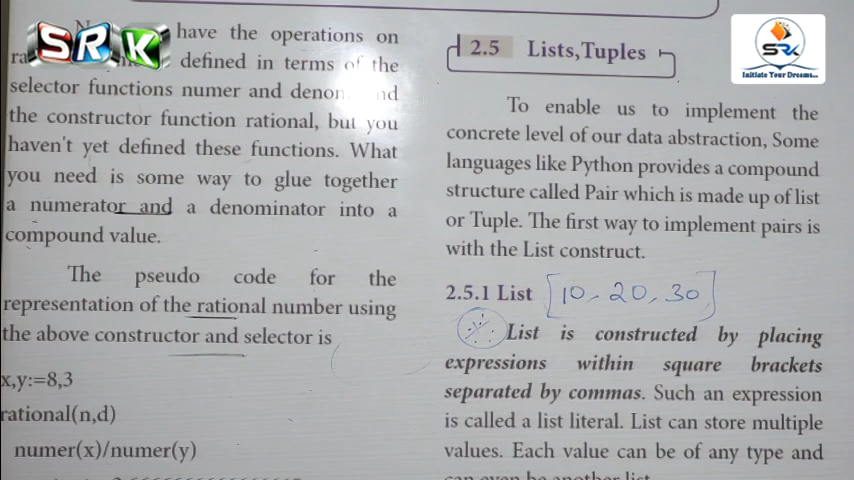 SRK
have the operations on
defined in terms of the
selector functions numer and denom and
the constructor function rational, but you
haven't yet defined these functions. What
you need is some way to glue together
a numerator and a denominator into a
compound value.
The pseudo code for the
representation of the rational number using
the above constructor and selector is
x,y:=8,3
rational(n,d)
numer(x)/numer(y)
SRK
Initiate Your Dreams...
2.5 Lists,Tuples
To enable us to implement the
concrete level of our data abstraction, Some
languages like Python provides a compound
structure called Pair which is made up of list
or Tuple. The first way to implement pairs is
with the List construct.
2.5.1 List [10, 20, 30]
List is constructed by placing
expressions within square brackets
separated by commas. Such an expression
is called a list literal. List can store multiple
values. Each value can be of any type and
can even be another list.